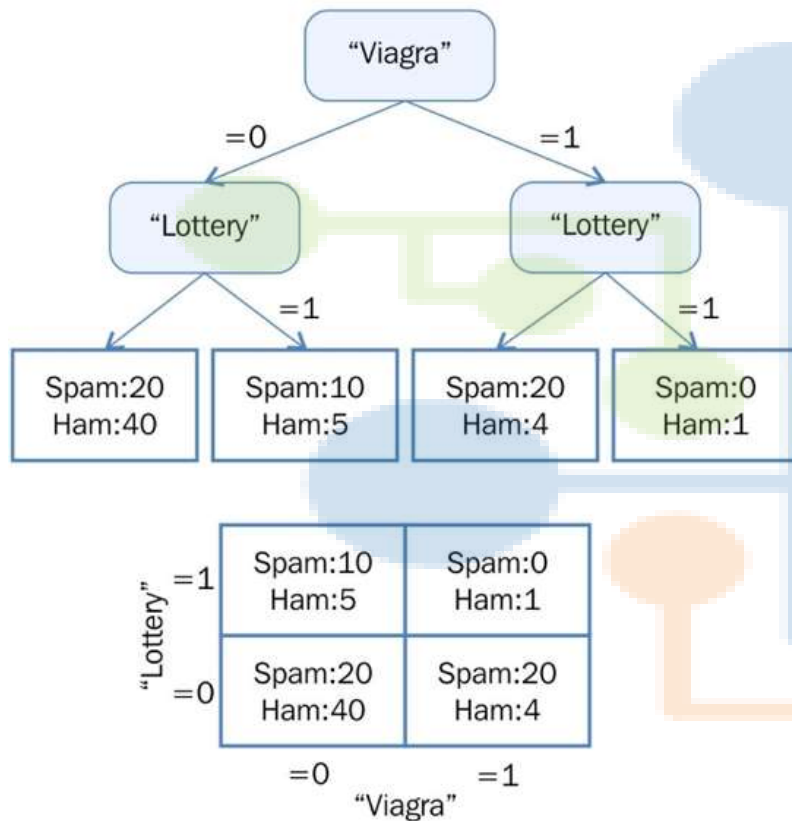 “Viagra”
=0
=1
“Lottery”
“Lottery”
=1
=1
Spam:20
Ham:40
Spam:10
Ham:5
Spam:20
Ham:4
Spam:0
Ham:1
“Lottery”
=1
Spam:10
Ham:5
Spam:0
Ham:1
=0
Spam:20
Ham:40
Spam:20
Ham:4
=0
=1
“Viagra”